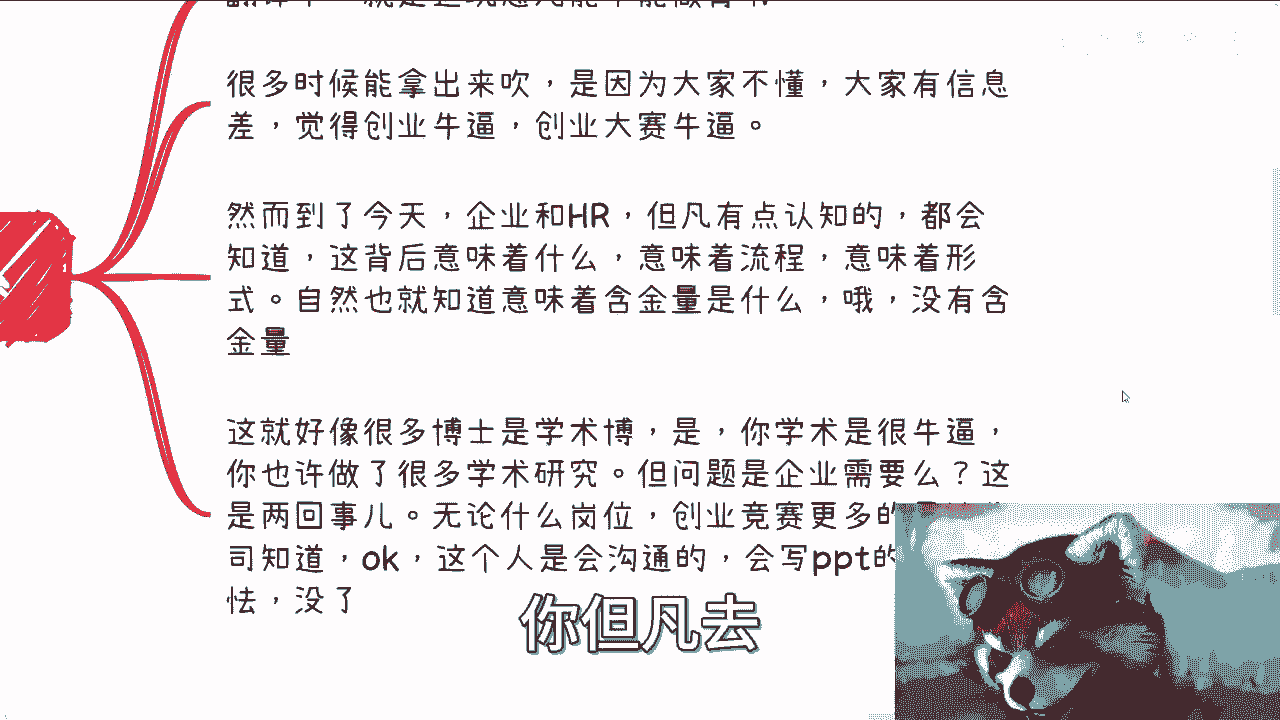 很多时候能拿出来吹，是因为大家不懂，大家有信息
差，觉得创业牛逼，创业大赛牛逼。
然而到了今天，企业和HR，但凡有点认知的，都会
知道，这背后意味着什么，意味着流程，意味着形
式。自然也就知道意味着含金量是什么，哦，没有含
金量
这就好像很多博士是学术博，是，你学术是很牛逼，
你也许做了很多学术研究。但问题是企业需要么？这
是两回事儿。无论什么岗位，创业竞赛更多的
司知道，ok，这个人是会沟通的，会写ppt的
怯，没了
你但凡去